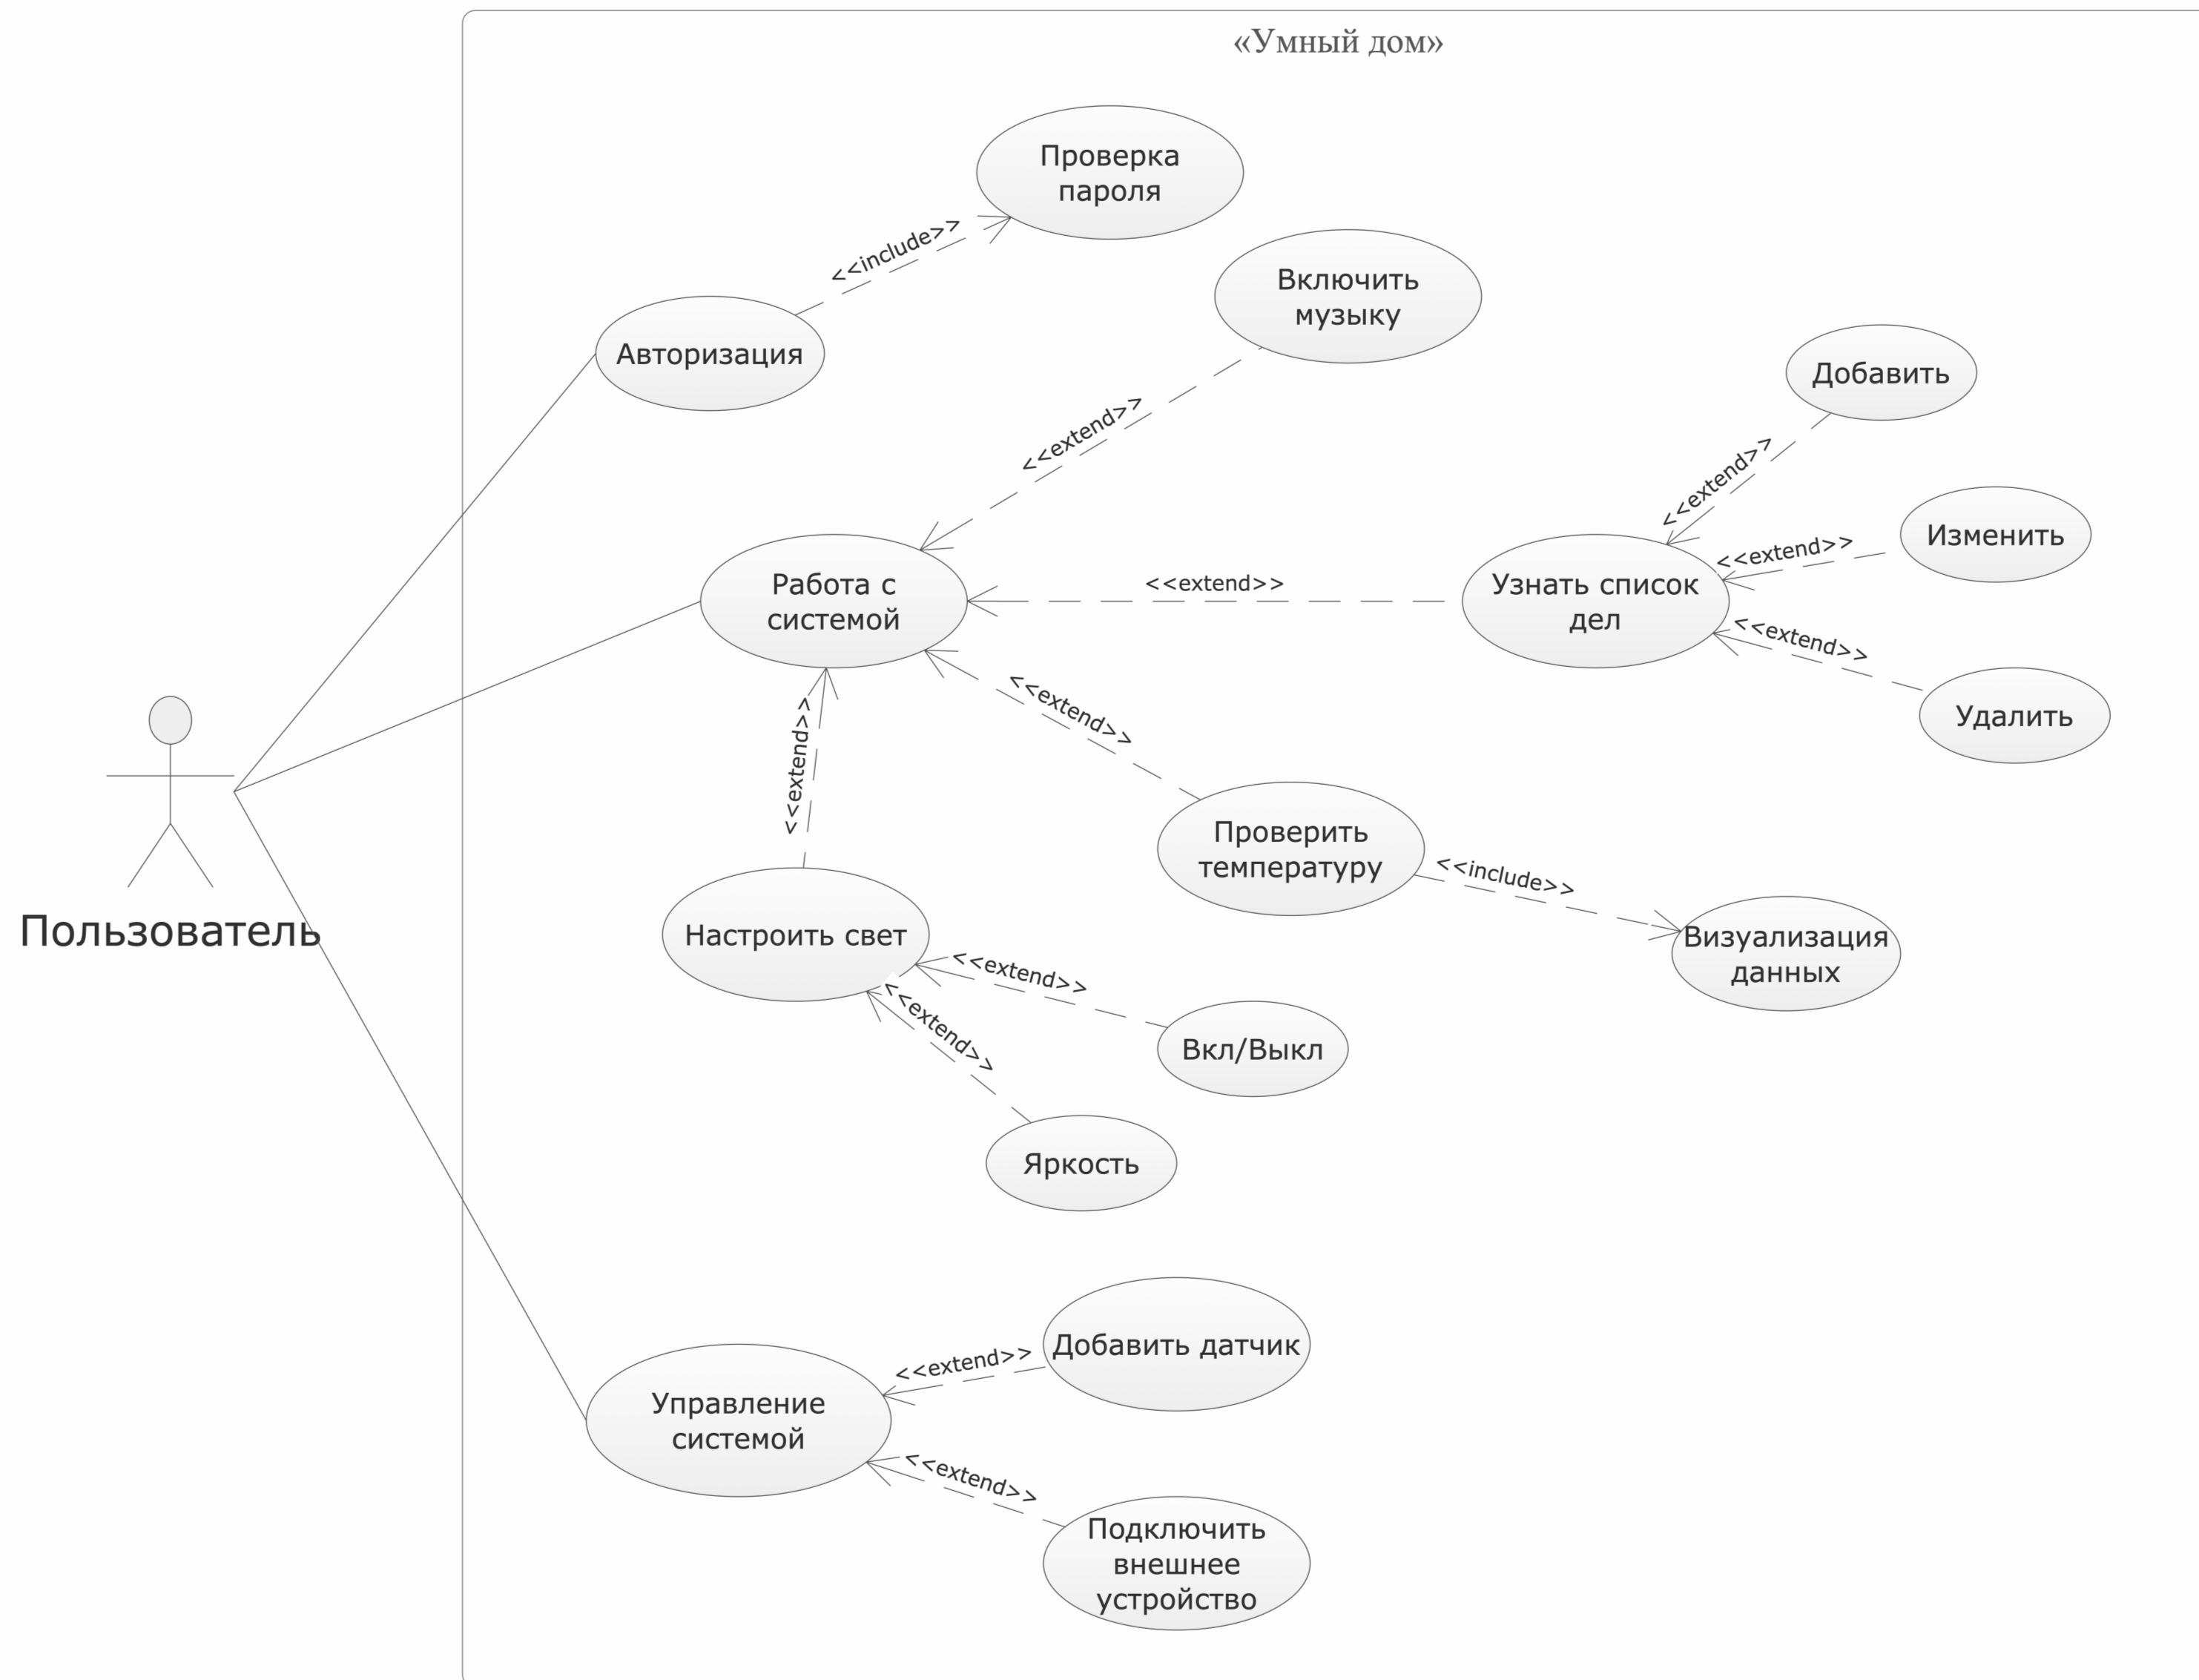 «Умный дом»
Проверка
пароля
<<include>>
Включить
музыку
Авторизация
Добавить
<<extend>>
<<extend>>
Изменить
<<extend>>
Работа с
системой
<<extend>>
Узнать список
дел
<<extend>>
Удалить
<<extend>>
<<extend>>
Проверить
температуру
<<include>>
Пользователь
Настроить свет
Визуализация
данных
<<extend>>
<<extend>>
Вкл/Выкл
Яркость
Добавить датчик
<<extend>>
Управление
системой
<<extend>>
Подключить
внешнее
устройство